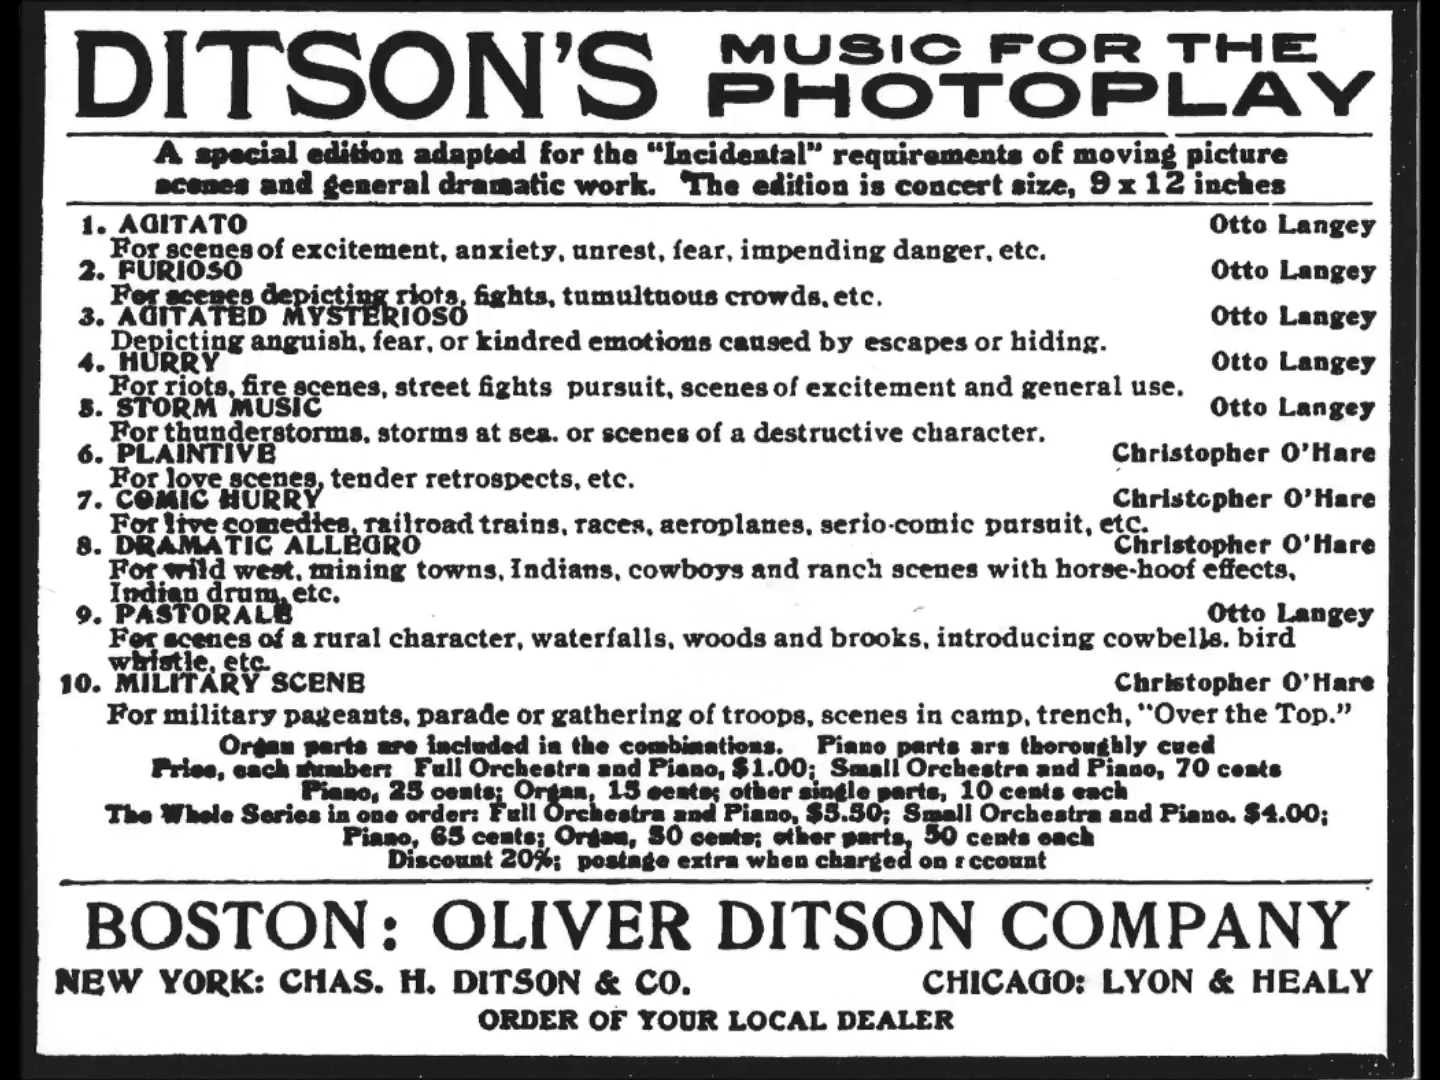 DITSON'S MUSIC FOR THE PHOTOPLAY
A special edition adapted for the "Incidental" requirements of moving picture
scenes and general dramatic work. The edition is concert size, 9 x 12 inches
1. AGITATO Otto Langey
For scenes of excitement, anxiety, unrest, fear, impending danger, etc.
2. FURIOSO Otto Langey
For scenes depicting riots, fights, tumultuous crowds, etc.
3. AGITATED MYSTERIOSO Otto Langey
Depicting anguish, fear, or kindred emotions caused by escapes or hiding.
4. HURRY Otto Langey
For riots, fire scenes, street fights pursuit, scenes of excitement and general use.
5. STORM MUSIC Otto Langey
For thunderstorms, storms at sea. or scenes of a destructive character.
6. PLAINTIVE Christopher O'Hare
For love scenes, tender retrospects, etc.
7. COMIC HURRY Christopher O'Hare
For live comedies, railroad trains, races, aeroplanes, serio-comic pursuit, etc.
8. DRAMATIC ALLEGRO Christopher O'Hare
For wild west, mining towns, Indians, cowboys and ranch scenes with horse-hoof effects,
Indian drum, etc.
9. PASTORALE Otto Langey
For scenes of a rural character, waterfalls, woods and brooks, introducing cowbells. bird
whistle, etc.
10. MILITARY SCENE Christopher O'Hare
For military pageants, parade or gathering of troops, scenes in camp, trench, "Over the Top."
Organ parts are included in the combinations. Piano parts are thoroughly cued
Price, each number: Full Orchestra and Piano, $1.00; Small Orchestra and Piano, 70 cents
Piano, 25 cents; Organ, 15 cents; other single parts, 10 cents each
The Whole Series in one order: Full Orchestra and Piano, $5.50; Small Orchestra and Piano. $4.00;
Piano, 65 cents; Organ, 50 cents; other parts, 50 cents each
Discount 20%; postage extra when charged on account
BOSTON: OLIVER DITSON COMPANY
NEW YORK: CHAS. H. DITSON & CO. CHICAGO: LYON & HEALY
ORDER OF YOUR LOCAL DEALER